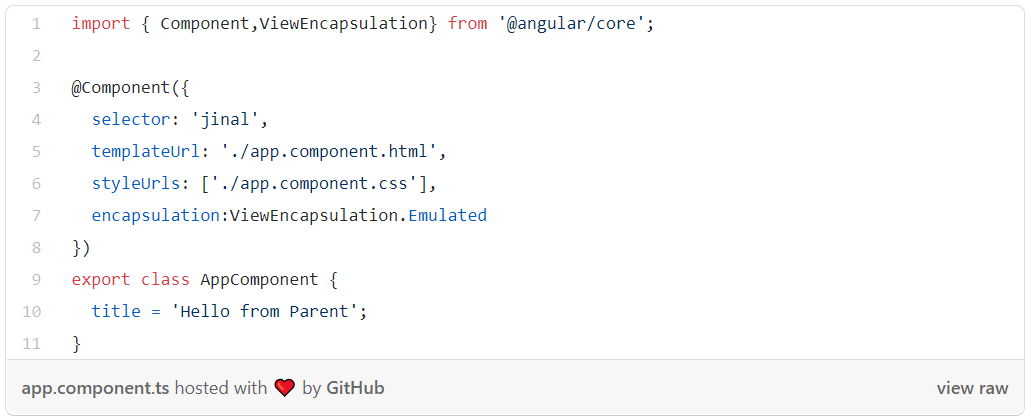 1 import { Component,ViewEncapsulation} from '@angular/core';
2
3 @Component({
4 selector: 'jinal',
5 templateUrl: './app.component.html',
6 styleUrls: ['./app.component.css'],
7 encapsulation:ViewEncapsulation.Emulated
8 })
9 export class AppComponent {
10 title = 'Hello from Parent';
11 }
app.component.ts hosted with ❤ by GitHub view raw